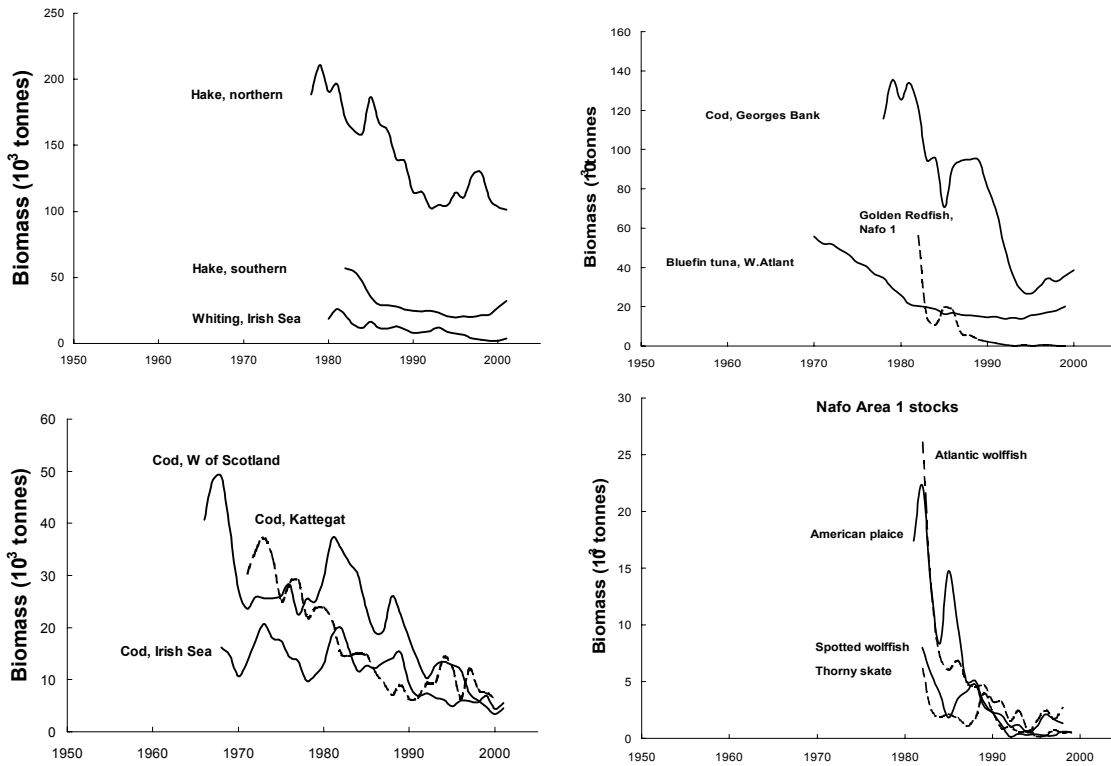 250
200
150
100
50
0
Biomass (10³ tonnes)
Hake, northern
Hake, southern
Whiting, Irish Sea
1950 1960 1970 1980 1990 2000
160
140
120
100
80
60
40
20
0
Cod, Georges Bank
Golden Redfish,
Nafo 1
Bluefin tuna, W.Atlant
1950 1960 1970 1980 1990 2000
60
50
40
30
20
10
0
Biomass (10³ tonnes)
Cod, W of Scotland
Cod, Kattegat
Cod, Irish Sea
1950 1960 1970 1980 1990 2000
Nafo Area 1 stocks
30
25
20
15
10
5
0
Atlantic wolffish
American plaice
Spotted wolffish
Thorny skate
1950 1960 1970 1980 1990 2000